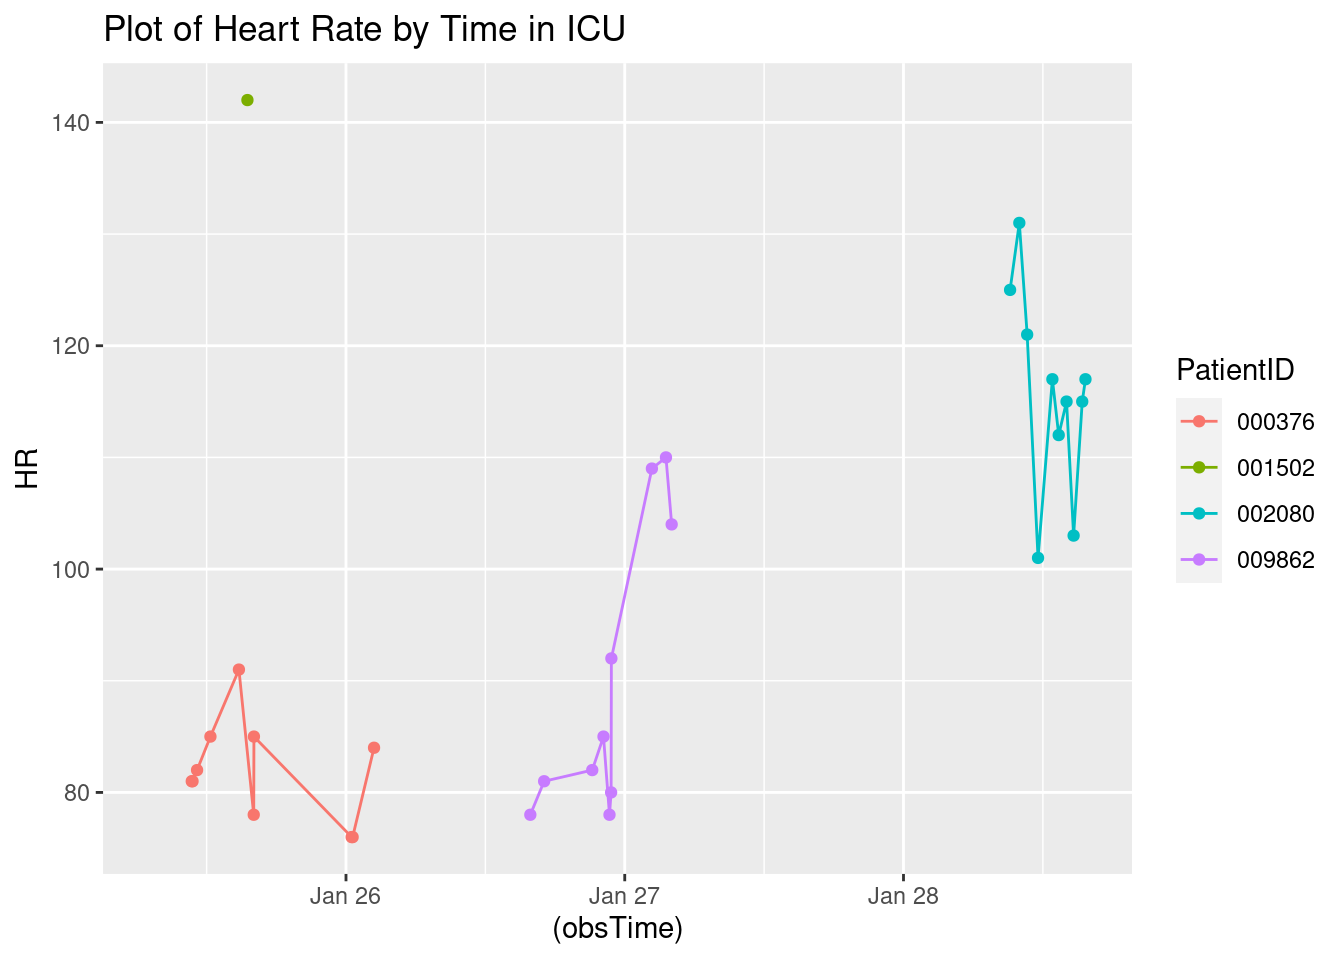 Plot of Heart Rate by Time in ICU
140
120
100
80
HR
Jan 26
Jan 27
Jan 28
(obsTime)
PatientID
000376
001502
002080
009862